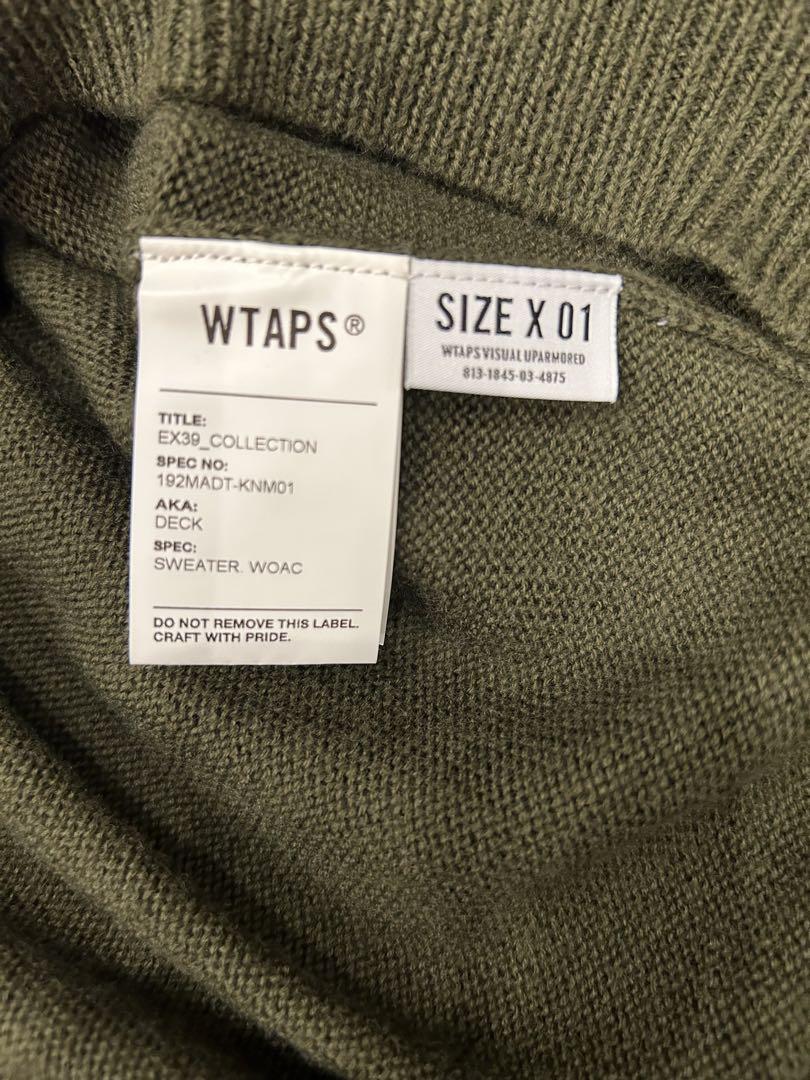 WTAPS®
TITLE:
EX39_COLLECTION
SPEC NO:
192MADT-KNM01
AKA:
DECK
SPEC:
SWEATER. WOAC
DO NOT REMOVE THIS LABEL.
CRAFT WITH PRIDE.
SIZE X 01
WTAPS VISUAL UPARMORED
813-1845-03-4875